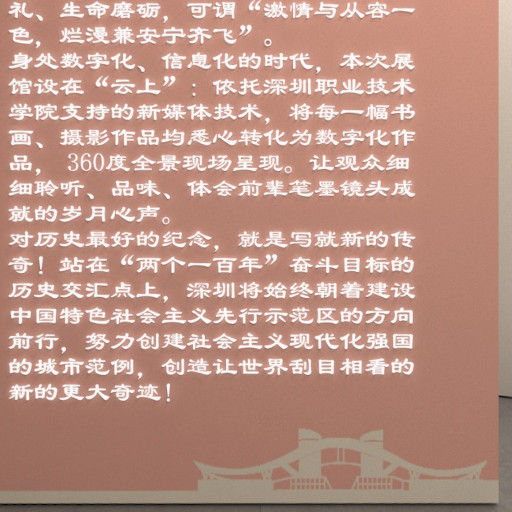 礼、生命磨砺，可谓“激情与从容一
色，烂漫兼安宁齐飞”。
身处数字化、信息化的时代，本次展
馆设在“云上”：依托深圳职业技术
学院支持的新媒体技术，将每一幅书
画、摄影作品均悉心转化为数字化作
品，360度全景现场呈现。让观众细
细聆听、品味、体会前辈笔墨镜头成
就的岁月心声。
对历史最好的纪念，就是写就新的传
奇！站在“两个一百年”奋斗目标的
历史交汇点上，深圳将始终朝着建设
中国特色社会主义先行示范区的方向
前行，努力创建社会主义现代化强国
的城市范例，创造让世界刮目相看的
新的更大奇迹！